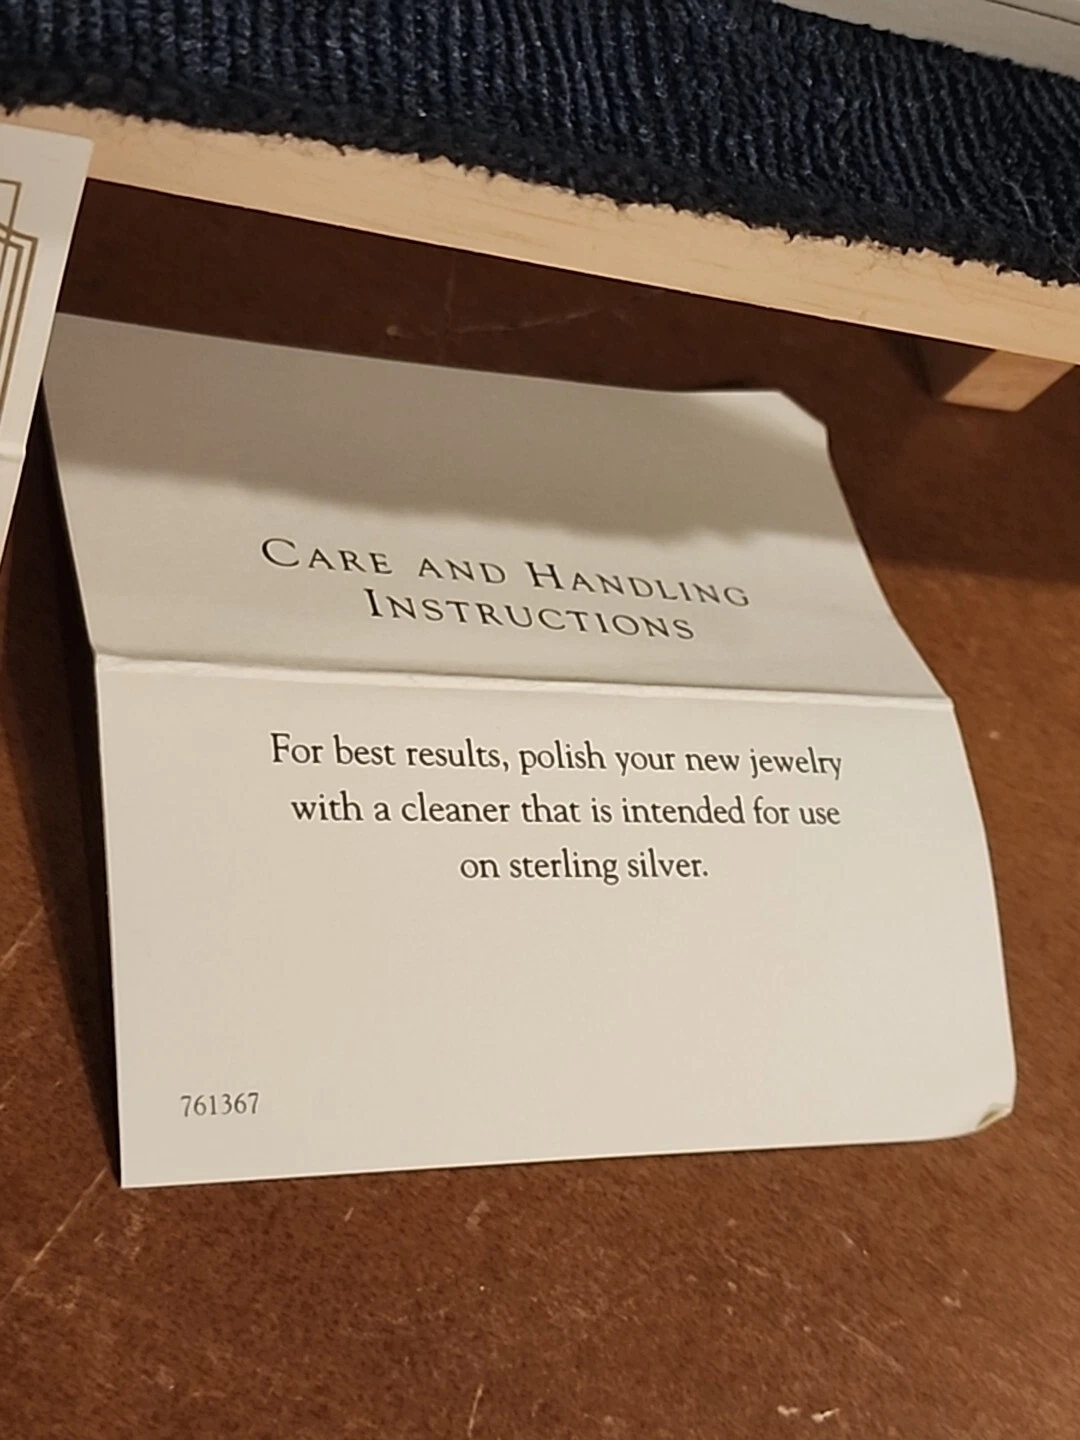 CARE AND HANDLING
INSTRUCTIONS
For best results, polish your new jewelry
with a cleaner that is intended for use
on sterling silver.
761367